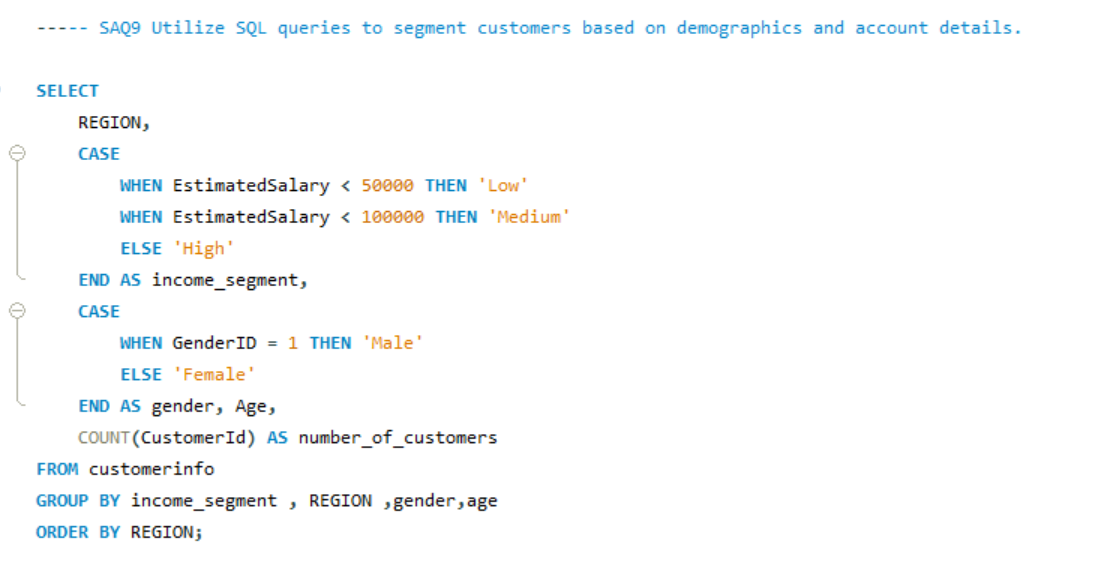 ----- SAQ9 Utilize SQL queries to segment customers based on demographics and account details.
SELECT
REGION,
CASE
WHEN EstimatedSalary < 50000 THEN 'Low'
WHEN EstimatedSalary < 100000 THEN 'Medium'
ELSE 'High'
END AS income_segment,
CASE
WHEN GenderID = 1 THEN 'Male'
ELSE 'Female'
END AS gender, Age,
COUNT(CustomerId) AS number_of_customers
FROM customerinfo
GROUP BY income_segment , REGION ,gender,age
ORDER BY REGION;